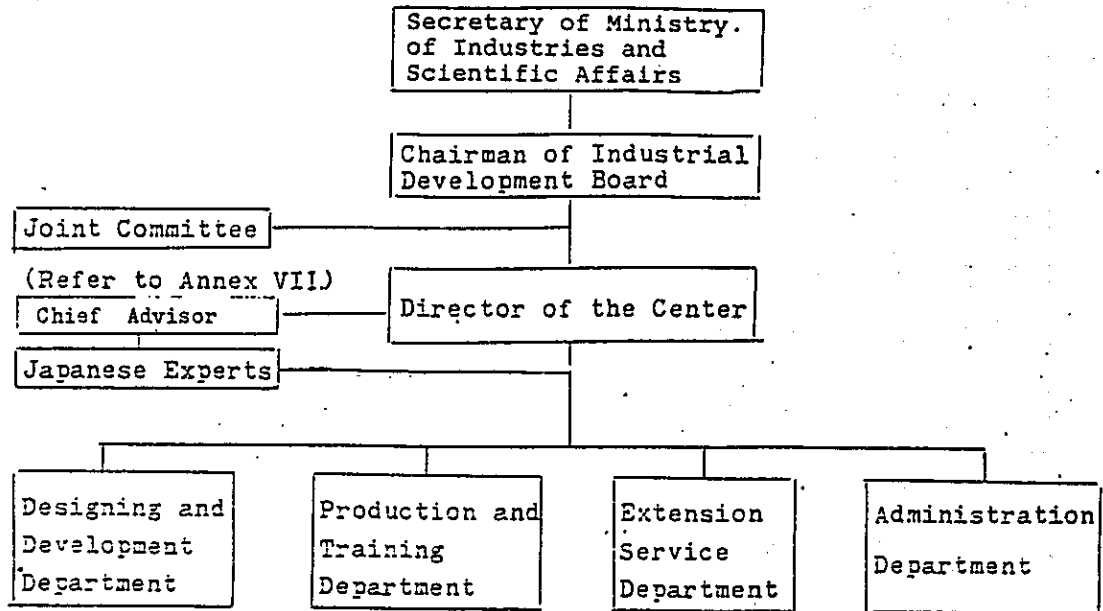 Secretary of Ministry.
of Industries and
Scientific Affairs
Chairman of Industrial
Development Board
Joint Committee
(Refer to Annex VII)
Chief Advisor
Director of the Center
Japanese Experts
Designing and
Development
Department
Production and
Training
Department
Extension
Service
Department
Administration
Department